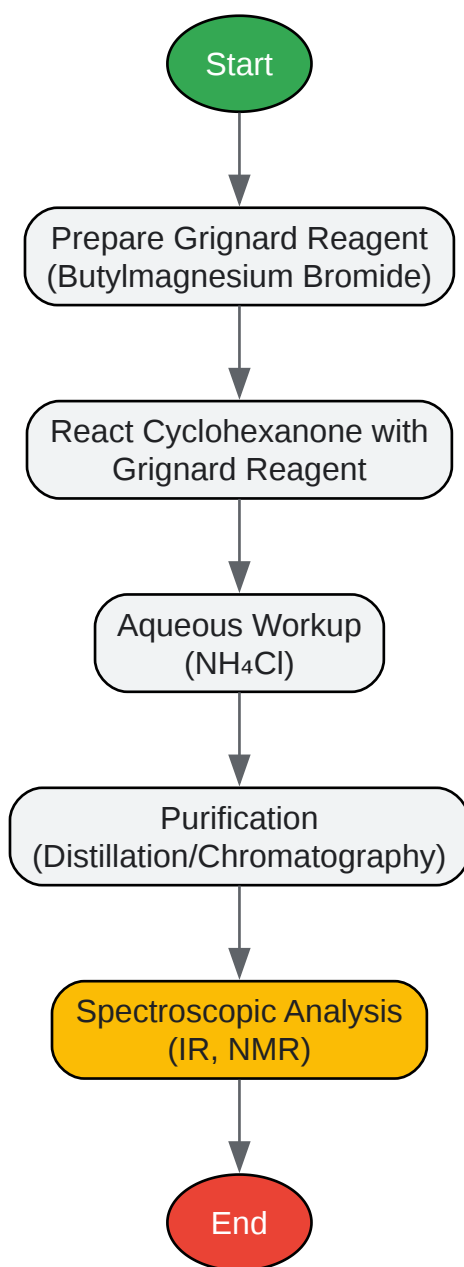 Start
Prepare Grignard Reagent
(Butylmagnesium Bromide)
React Cyclohexanone with
Grignard Reagent
Aqueous Workup
(NH₄Cl)
Purification
(Distillation/Chromatography)
Spectroscopic Analysis
(IR, NMR)
End